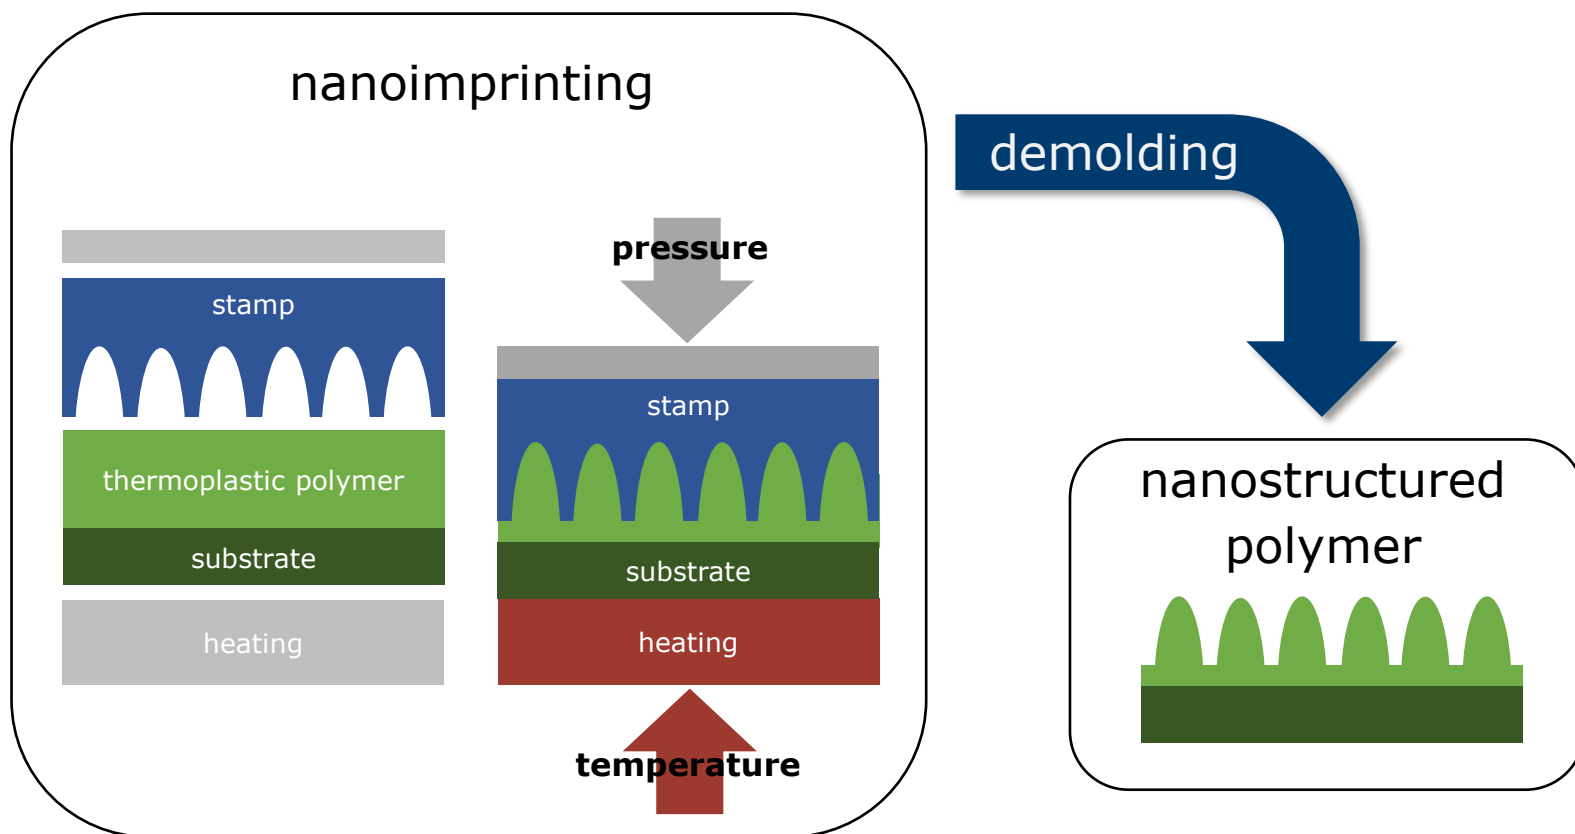 nanoimprinting
demolding
stamp
thermoplastic polymer
substrate
heating
pressure
stamp
substrate
heating
temperature
nanostructured
polymer